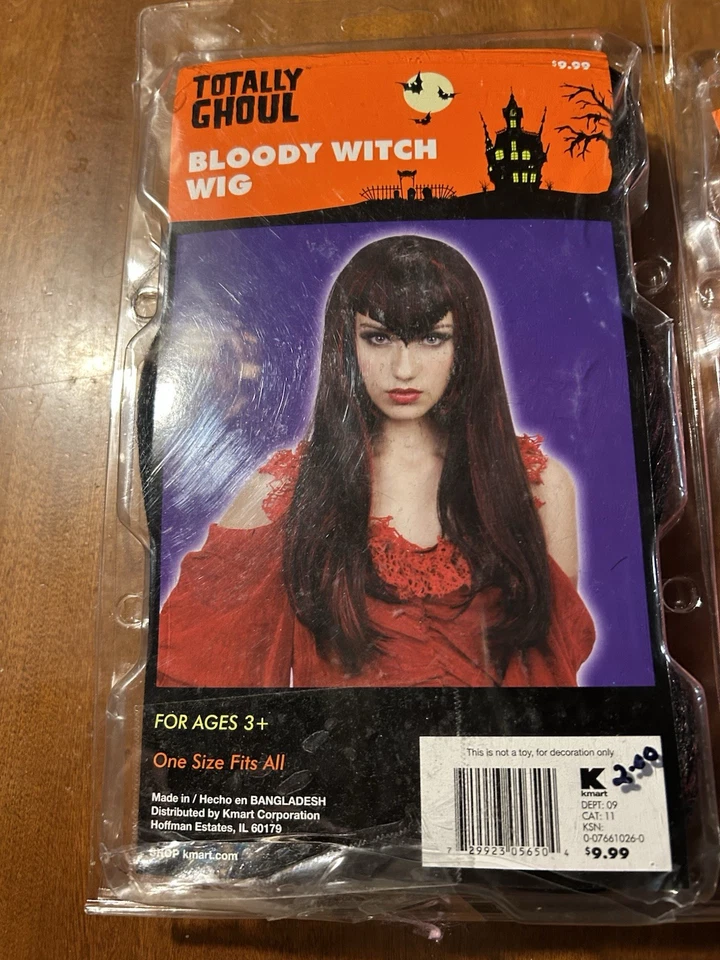 TOTALLY
GHOUL
$9.99
BLOODY WITCH
WIG
FOR AGES 3+
One Size Fits All
Made in / Hecho en BANGLADESH
Distributed by Kmart Corporation
Hoffman Estates, IL 60179
SHOP kmart.com
This is not a toy, for decoration only
K
kmart
2.00
DEPT: 09
CAT: 11
KSN:
0-07661026-0
$9.99
7 29923 05650 4